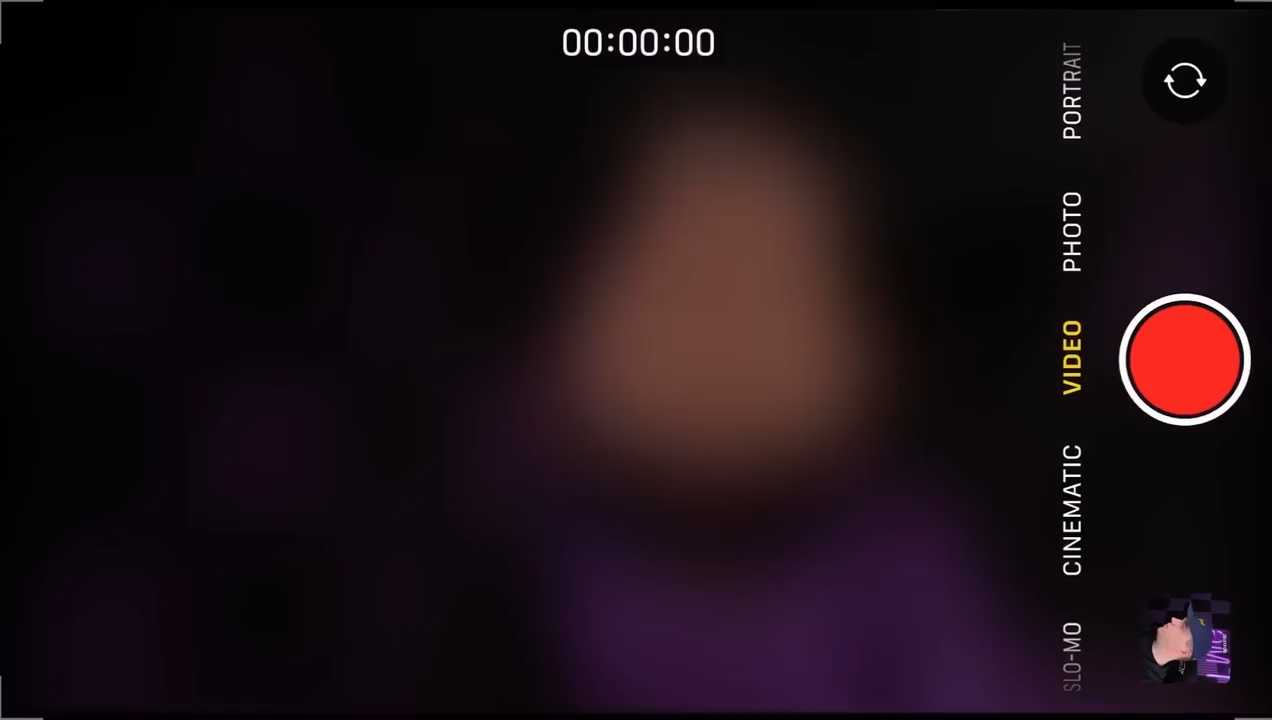 00:00:00
PORTRAIT
PHOTO
VIDEO
CINEMATIC
SLO-MO